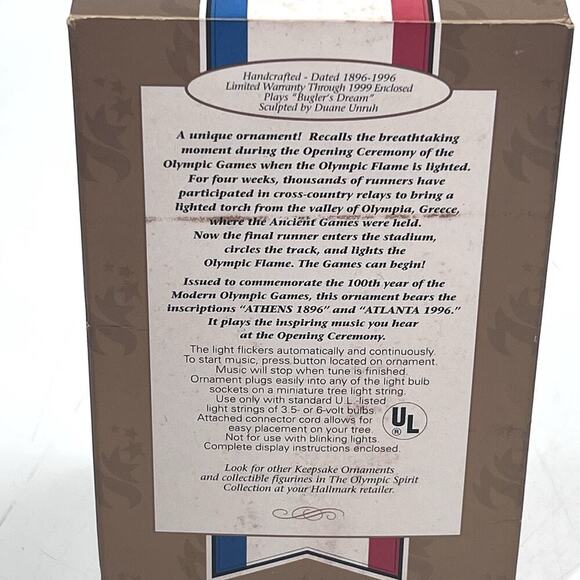 Handcrafted - Dated 1896-1996
Limited Warranty Through 1999 Enclosed
Plays "Bugler's Dream"
Sculpted by Duane Unruh
A unique ornament! Recalls the breathtaking
moment during the Opening Ceremony of the
Olympic Games when the Olympic Flame is lighted.
For four weeks, thousands of runners have
participated in cross-country relays to bring a
lighted torch from the valley of Olympia, Greece,
where the Ancient Games were held.
Now the final runner enters the stadium,
circles the track, and lights the
Olympic Flame. The Games can begin!
Issued to commemorate the 100th year of the
Modern Olympic Games, this ornament bears the
inscriptions "ATHENS 1896" and "ATLANTA 1996."
It plays the inspiring music you hear
at the Opening Ceremony.
The light flickers automatically and continuously.
To start music, press button located on ornament.
Music will stop when tune is finished.
Ornament plugs easily into any of the light bulb
sockets on a miniature tree light string.
Use only with standard U.L.-listed
light strings of 3.5- or 6-volt bulbs.
Attached connector cord allows for
easy placement on your tree.
Not for use with blinking lights.
Complete display instructions enclosed.
UL
®
Look for other Keepsake Ornaments
and collectible figurines in The Olympic Spirit
Collection at your Hallmark retailer.